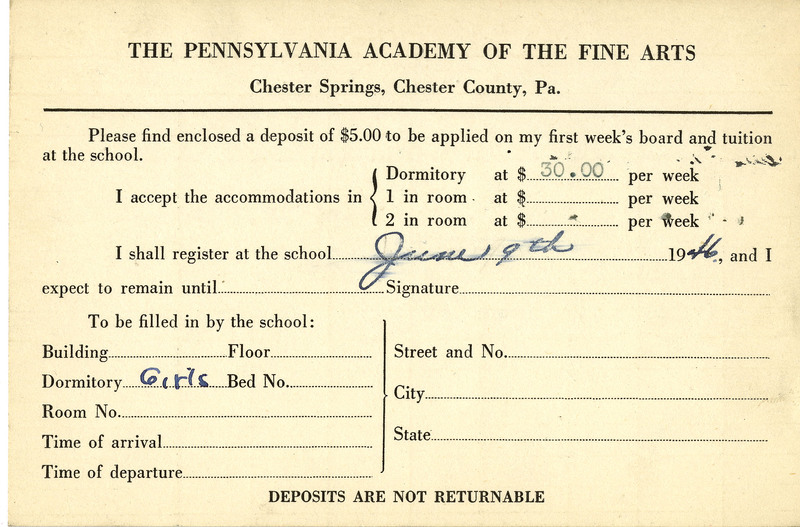 THE PENNSYLVANIA ACADEMY OF THE FINE ARTS
Chester Springs, Chester County, Pa.
Please find enclosed a deposit of $5.00 to be applied on my first week's board and tuition
at the school.
I accept the accommodations in
Dormitory at $ 30.00 per week
1 in room at $ per week
2 in room at $ per week
I shall register at the school June 9th 1946, and I
expect to remain until Signature
To be filled in by the school:
Building Floor
Dormitory Girls Bed No.
Room No.
Time of arrival
Time of departure
Street and No.
City
State
DEPOSITS ARE NOT RETURNABLE